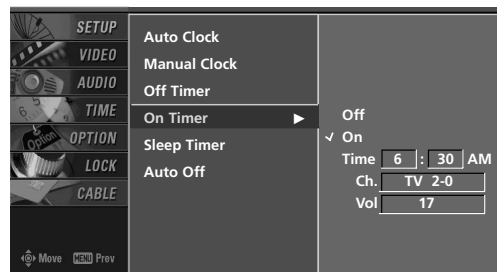 SETUP
VIDEO
AUDIO
TIME
OPTION
LOCK
CABLE
Move MENU Prev
Auto Clock
Manual Clock
Off Timer
On Timer ►
Sleep Timer
Auto Off
Off
✓ On
Time 6 : 30 AM
Ch. TV 2-0
Vol 17